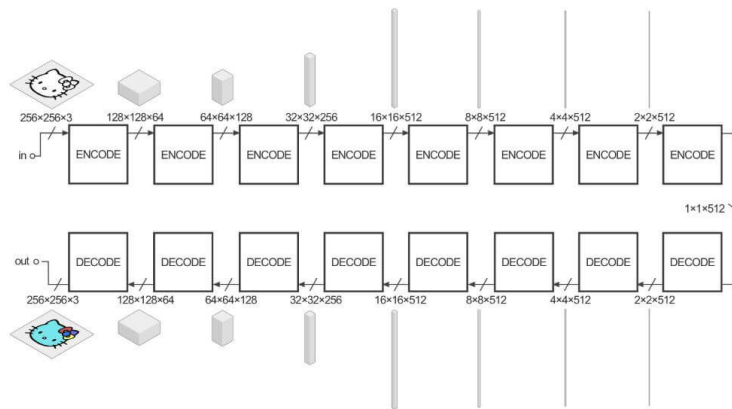 256×256×3 128×128×64 64×64×128 32×32×256 16×16×512 8×8×512 4×4×512 2×2×512
in ENCODE ENCODE ENCODE ENCODE ENCODE ENCODE ENCODE ENCODE
1×1×512
out DECODE DECODE DECODE DECODE DECODE DECODE DECODE DECODE
256×256×3 128×128×64 64×64×128 32×32×256 16×16×512 8×8×512 4×4×512 2×2×512